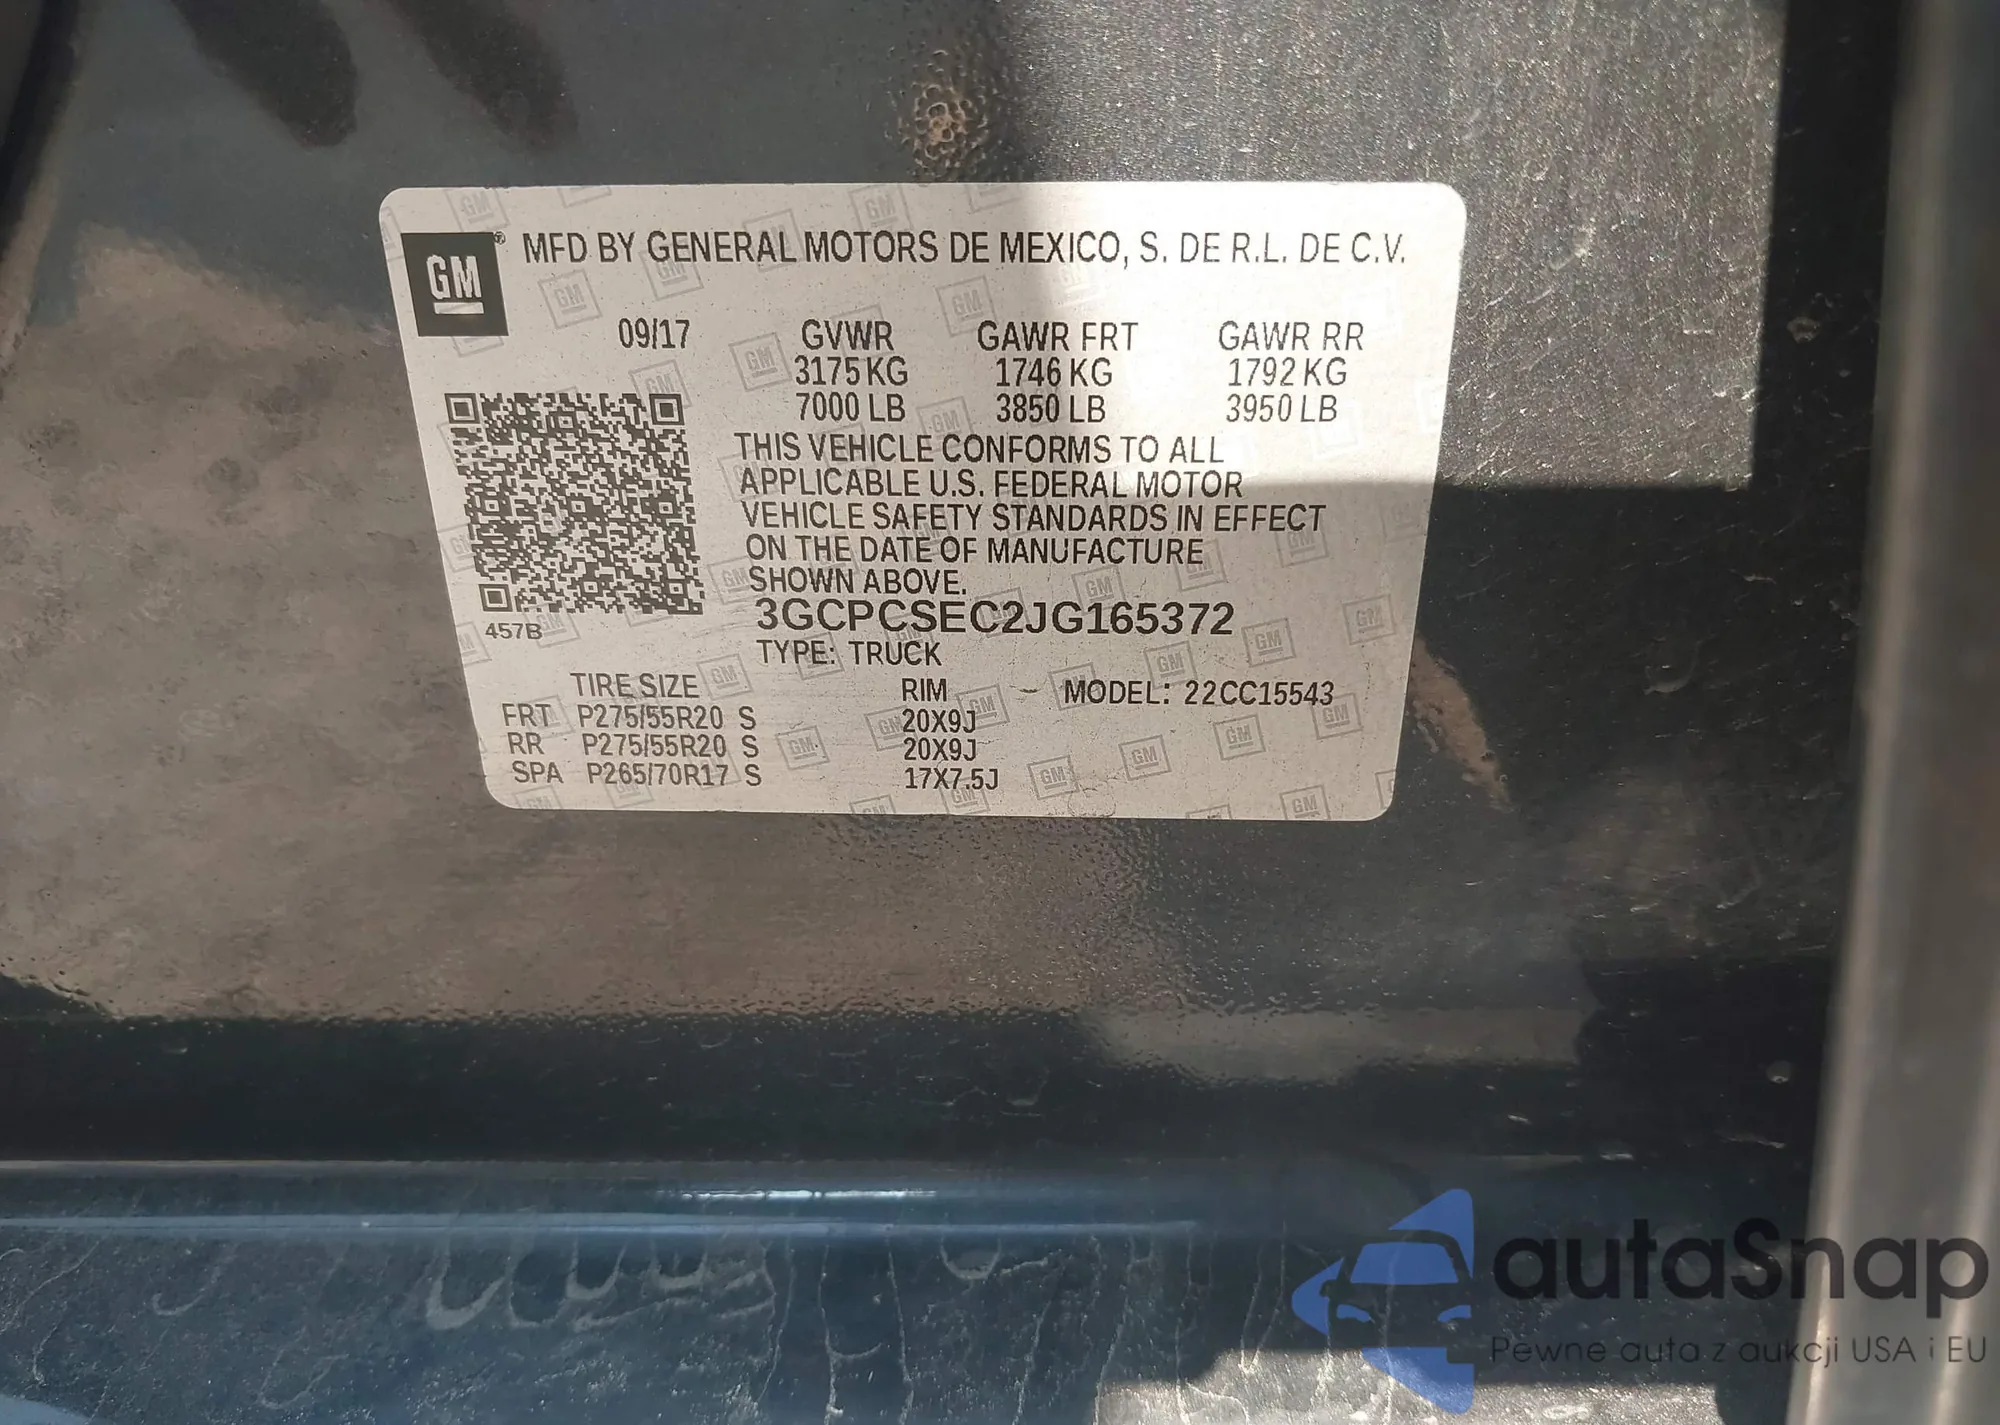 GM
MFD BY GENERAL MOTORS DE MEXICO, S. DE R.L. DE C.V.
09/17 GVWR GAWR FRT GAWR RR
3175 KG 1746 KG 1792 KG
7000 LB 3850 LB 3950 LB
THIS VEHICLE CONFORMS TO ALL
APPLICABLE U.S. FEDERAL MOTOR
VEHICLE SAFETY STANDARDS IN EFFECT
ON THE DATE OF MANUFACTURE
SHOWN ABOVE.
3GCPCSEC2JG165372
457B
TYPE: TRUCK
TIRE SIZE RIM MODEL: 22CC15543
FRT P275/55R20 S 20X9J
RR P275/55R20 S 20X9J
SPA P265/70R17 S 17X7.5J
autaSnap
Pewne auta z aukcji USA i EU